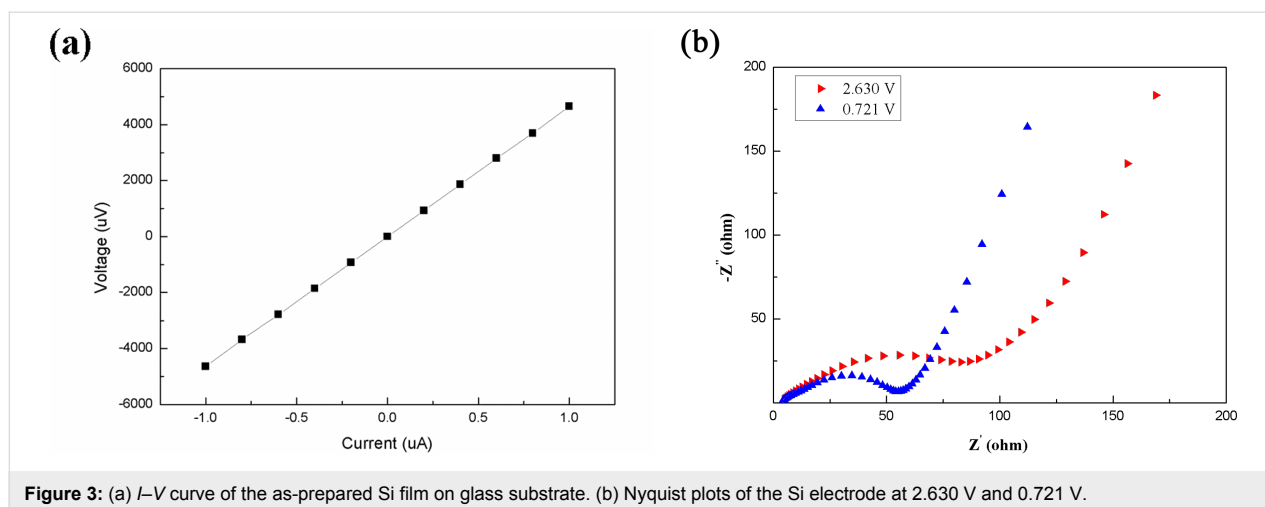 (a)
6000
4000
2000
0
-2000
-4000
-6000
Voltage (uV)
-1.0 -0.5 0.0 0.5 1.0
Current (uA)
(b)
200
150
100
50
-Z'' (ohm)
2.630 V
0.721 V
0 50 100 150 200
Z' (ohm)
Figure 3: (a) I–V curve of the as-prepared Si film on glass substrate. (b) Nyquist plots of the Si electrode at 2.630 V and 0.721 V.